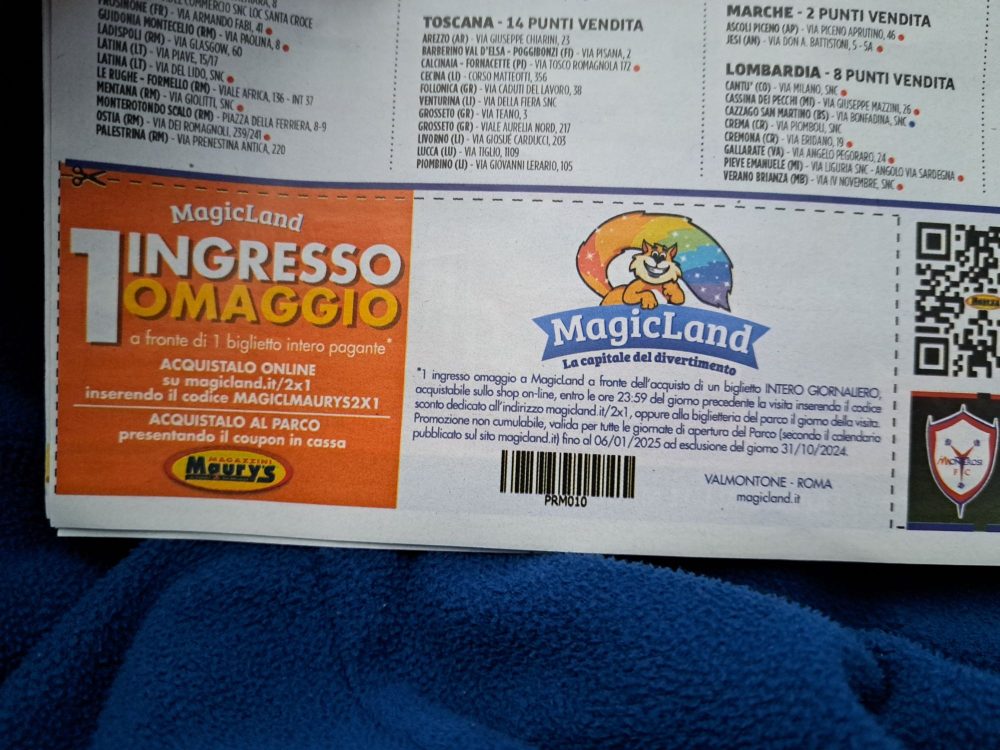 COMMERCIO SNC LOC SANTA CROCE
FROSINONE (FR) - VIA ARMANDO FABI, 41
GUIDONIA MONTECELIO (RM) - VIA PAOLINA, 8
LADISPOLI (RM) - VIA GLASGOW, 60
LATINA (LT) - VIA PIAVE, 15/17
LATINA (LT) - VIA DEL LIDO, SNC
LE RUGHE - FORMELLO (RM) - VIALE AFRICA, 136 - INT 37
MENTANA (RM) - VIA GIOLITTI, SNC
MONTEROTONDO SCALO (RM) - PIAZZA DELLA FERRIERA, 8-9
OSTIA (RM) - VIA DEI ROMAGNOLI, 239/241
PALESTRINA (RM) - VIA PRENESTINA ANTICA, 220
TOSCANA - 14 PUNTI VENDITA
AREZZO (AR) - VIA GIUSEPPE CHIARINI, 23
BARBERINO VAL D'ELSA - POGGIBONZI (FI) - VIA PISANA, 2
CALCINAIA - FORNACETTE (PI) - VIA TOSCO ROMAGNOLA 172
CECINA (LI) - CORSO MATTEOTTI, 356
FOLLONICA (GR) - VIA CADUTI DEL LAVORO, 38
VENTURINA (LI) - VIA DELLA FIERA SNC
GROSSETO (GR) - VIA TEANO, 3
GROSSETO (GR) - VIALE AURELIA NORD, 217
LIVORNO (LI) - VIA GIOSUÈ CARDUCCI, 203
LUCCA (LU) - VIA TIGLIO, 1109
PIOMBINO (LI) - VIA GIOVANNI LERARIO, 105
MARCHE - 2 PUNTI VENDITA
ASCOLI PICENO (AP) - VIA PICENO APRUTINO, 46
JESI (AN) - VIA DON A. BATTISTONI, 5 - 5A
LOMBARDIA - 8 PUNTI VENDITA
CANTU' (CO) - VIA MILANO, SNC
CASSINA DEI PECCHI (MI) - VIA GIUSEPPE MAZZINI, 26
CAZZAGO SAN MARTINO (BS) - VIA BONFADINA, SNC
CREMA (CR) - VIA PIOMBOLI, SNC
CREMONA (CR) - VIA ERIDANO, 19
GALLARATE (VA) - VIA ANGELO PEGORARO, 24
PIEVE EMANUELE (MI) - VIA LIGURIA SNC - ANGOLO VIA SARDEGNA
VERANO BRIANZA (MB) - VIA IV NOVEMBRE, SNC
MagicLand
1 INGRESSO
OMAGGIO
a fronte di 1 biglietto intero pagante*
ACQUISTALO ONLINE
su magicland.it/2x1
inserendo il codice MAGICLMAURYS2X1
ACQUISTALO AL PARCO
presentando il coupon in cassa
MAGAZZINI
Maury's
MagicLand
La capitale del divertimento
*1 ingresso omaggio a MagicLand a fronte dell'acquisto di un biglietto INTERO GIORNALIERO,
acquistabile sullo shop on-line, entro le ore 23:59 del giorno precedente la visita inserendo il codice
sconto dedicato all'indirizzo magicland.it/2x1, oppure alla biglietteria del parco il giorno della visita.
Promozione non cumulabile, valida per tutte le giornate di apertura del Parco (secondo il calendario
pubblicato sul sito magicland.it) fino al 06/01/2025 ad esclusione del giorno 31/10/2024.
PRM010
VALMONTONE - ROMA
magicland.it
Maury's
MONTEROSI
F C